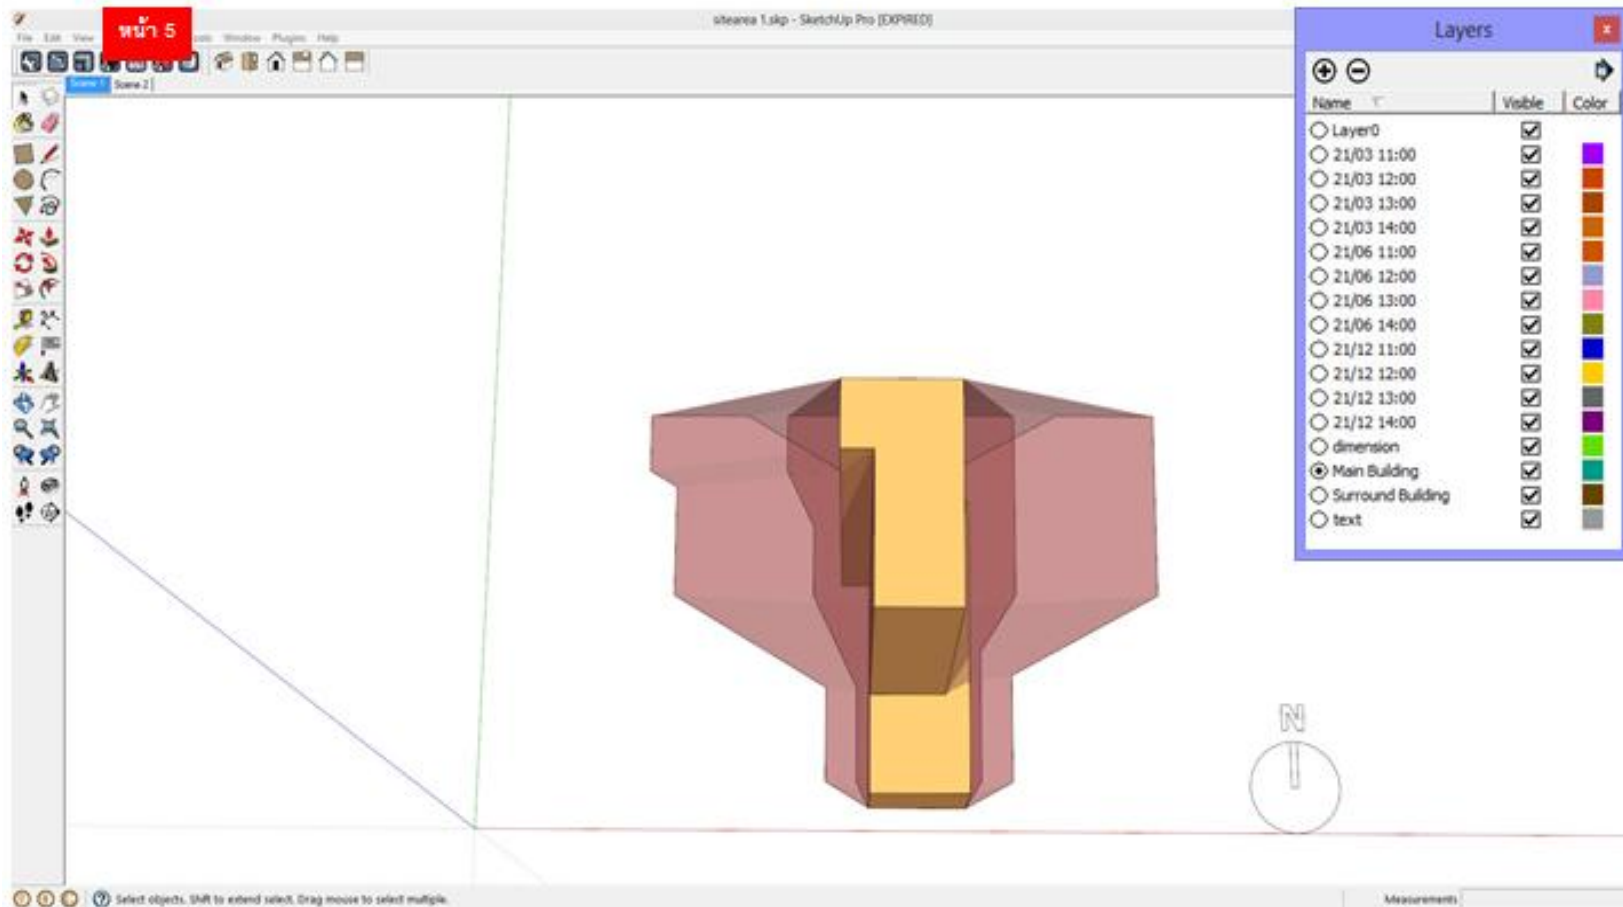 sitearea 1.skp - SketchUp Pro [EXPIRED]
หน้า 5
File Edit View Window Plugins Help
Scene 1 Scene 2
Layers
Name Visible Color
Layer0
21/03 11:00
21/03 12:00
21/03 13:00
21/03 14:00
21/06 11:00
21/06 12:00
21/06 13:00
21/06 14:00
21/12 11:00
21/12 12:00
21/12 13:00
21/12 14:00
dimension
Main Building
Surround Building
text
N
Select objects. Shift to extend select. Drag mouse to select multiple.
Measurements